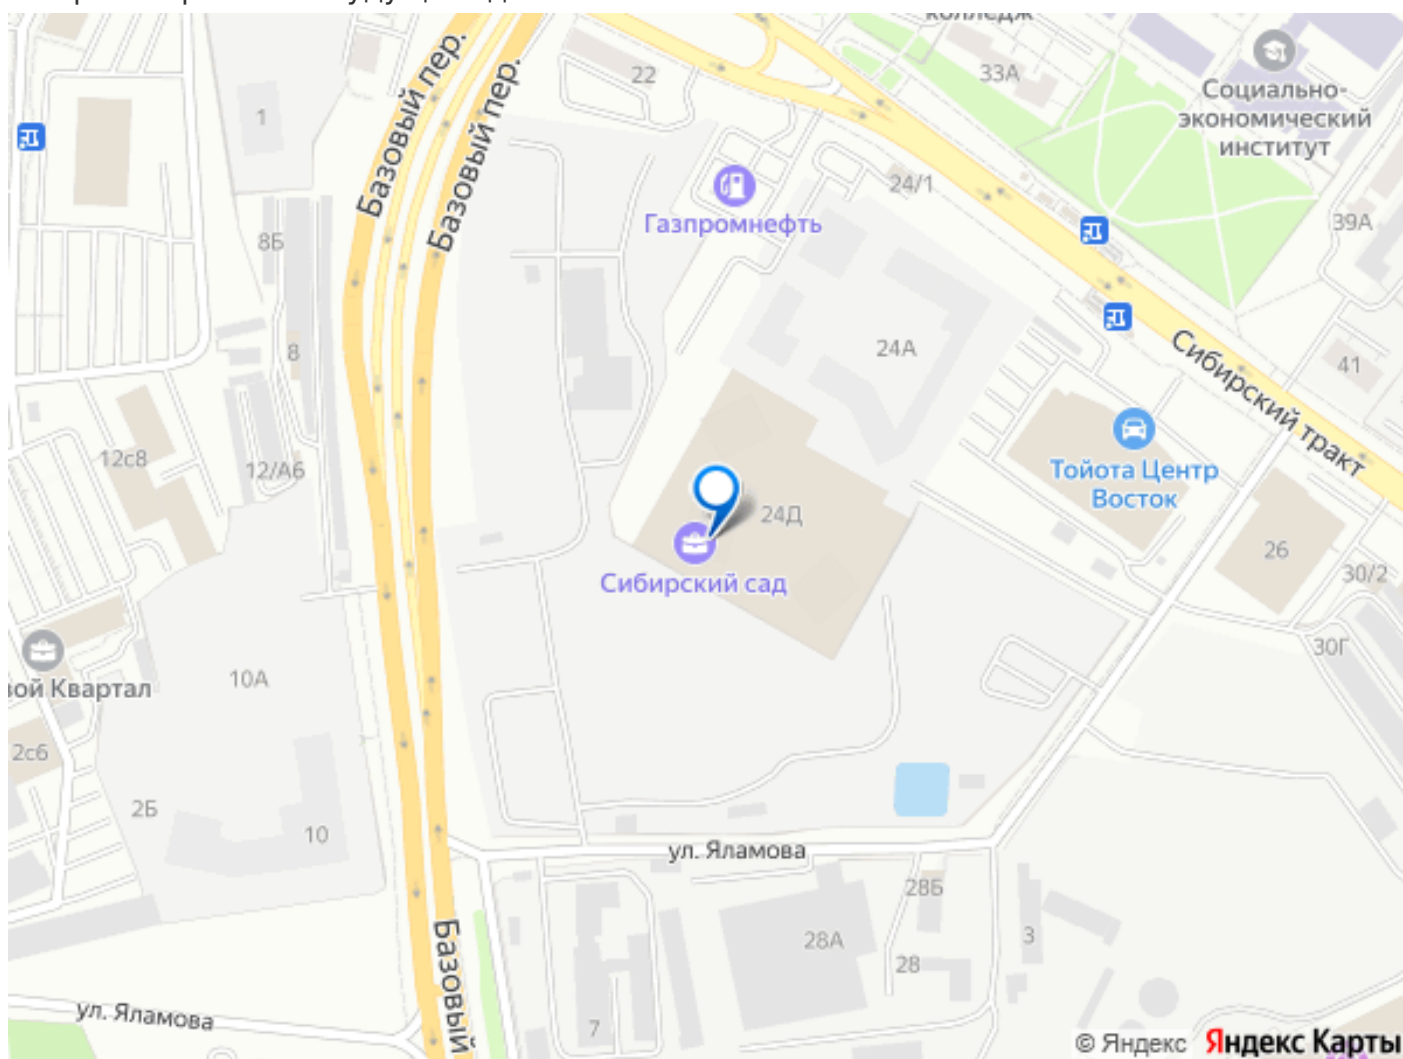 колледж
Базовый пер.
22
33А
Социально-
экономический
институт
1
Базовый пер.
24/1
Газпромнефть
39А
8Б
24А
8
Сибирский тракт
41
12с8
12/А6
Тойота Центр
Восток
24Д
26
Сибирский сад
30/2
30Г
10А
вой Квартал
2с6
2Б
10
ул. Яламова
28Б
28А
3
28
Базовый
ул. Яламова
7
© Яндекс Яндекс Карты